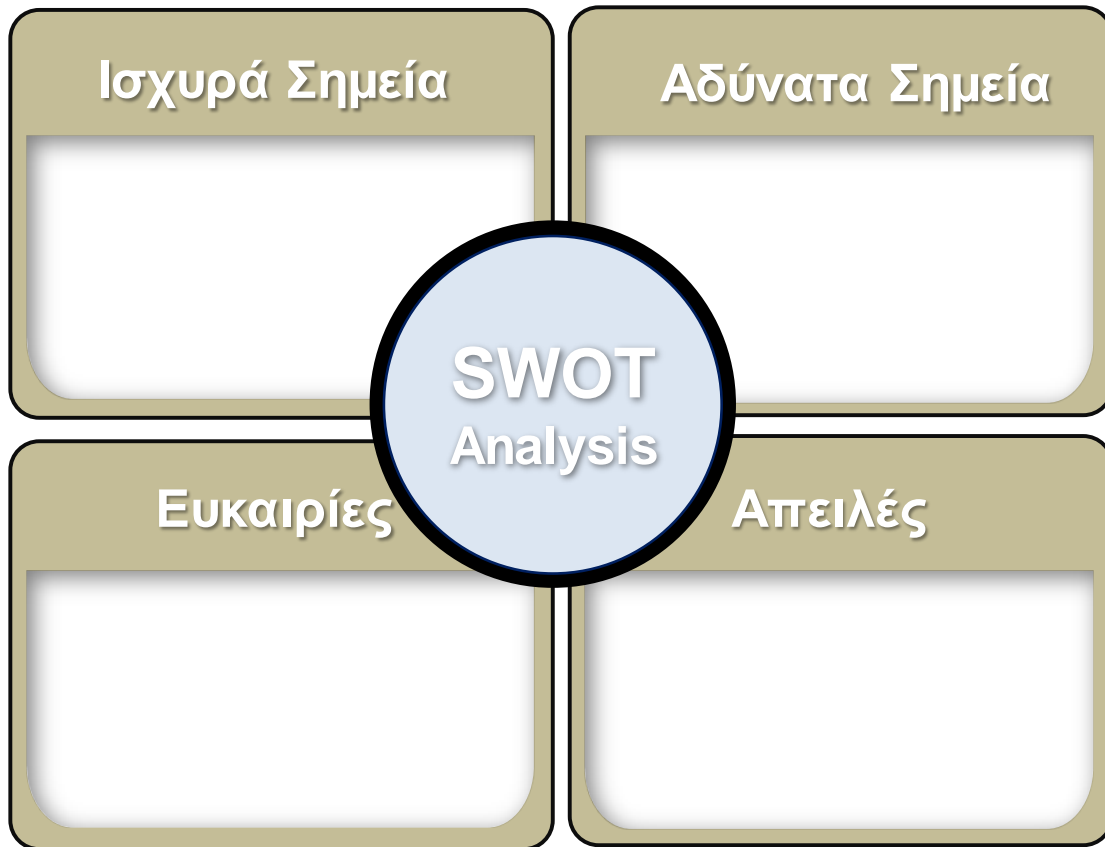 Ισχυρά Σημεία
Αδύνατα Σημεία
SWOT
Analysis
Ευκαιρίες
Απειλές